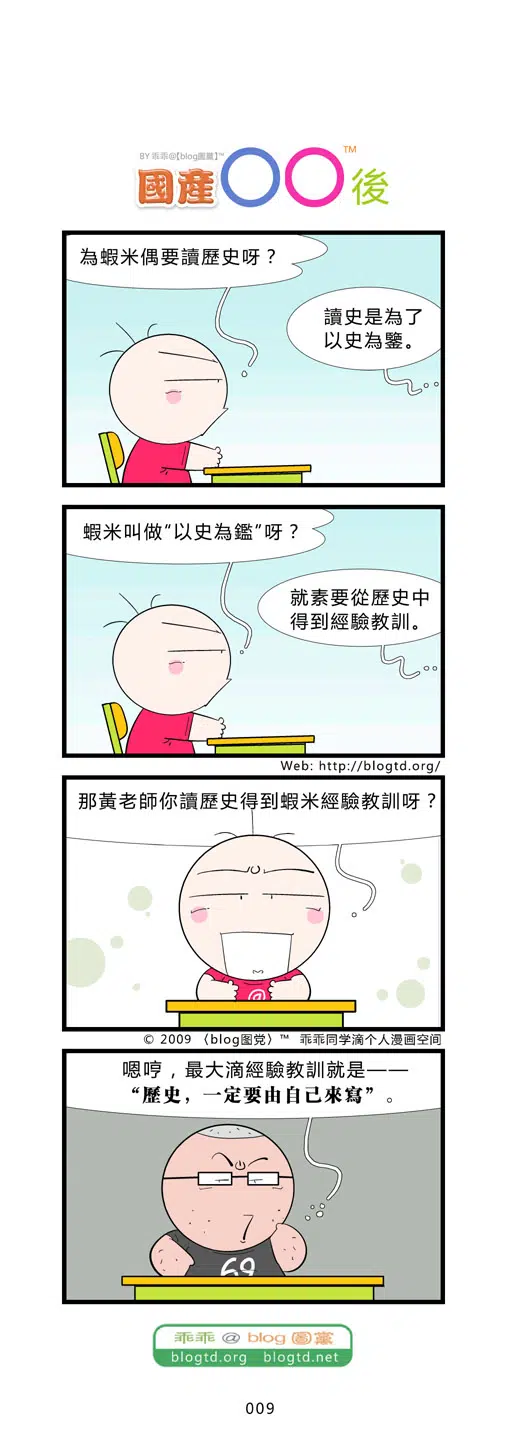 BY 乖乖@【blog圖黨】™
國產〇〇後™
為蝦米偶要讀歷史呀？
讀史是為了
以史為鑒。
蝦米叫做“以史為鑑”呀？
就素要從歷史中
得到經驗教訓。
Web: http://blogtd.org/
那黃老師你讀歷史得到蝦米經驗教訓呀？
@
© 2009 〈blog图党〉™ 乖乖同学滴个人漫画空间
嗯哼，最大滴經驗教訓就是——
“歷史，一定要由自己來寫”。
69
乖乖@blog圖黨
blogtd.org blogtd.net
009